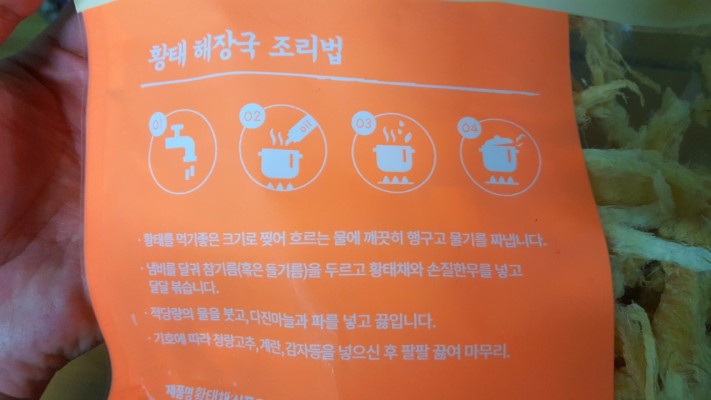 황태 해장국 조리법
01
02
oil
03
04
· 황태를 먹기좋은 크기로 찢어 흐르는 물에 깨끗히 행구고 물기를 짜냅니다.
· 냄비를 달궈 참기름(혹은 들기름)을 두르고 황태채와 손질한무를 넣고
달달 볶습니다.
· 적당량의 물을 붓고, 다진마늘과 파를 넣고 끓입니다.
· 기호에 따라 청량고추, 계란, 감자등을 넣으신 후 팔팔 끓여 마무리.
제품명 황태채